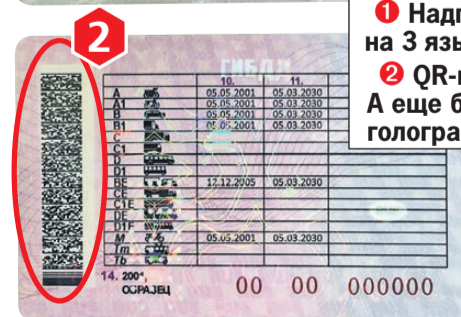 ❶ Надп
на 3 язы
❷ QR-к
А еще б
гологра
2
ГИБДД
10. 11.
A 05.05.2001 05.03.2030
A1 05.05.2001 05.03.2030
B 05.05.2001 05.03.2030
B1 05.05.2001 05.03.2030
C
C1
D
D1
BE 12.12.2005 05.03.2030
CE
C1E
DE
D1E
M 05.05.2001 05.03.2030
Tm
Tb
14. 200
ОБРАЗЕЦ
00 00 000000